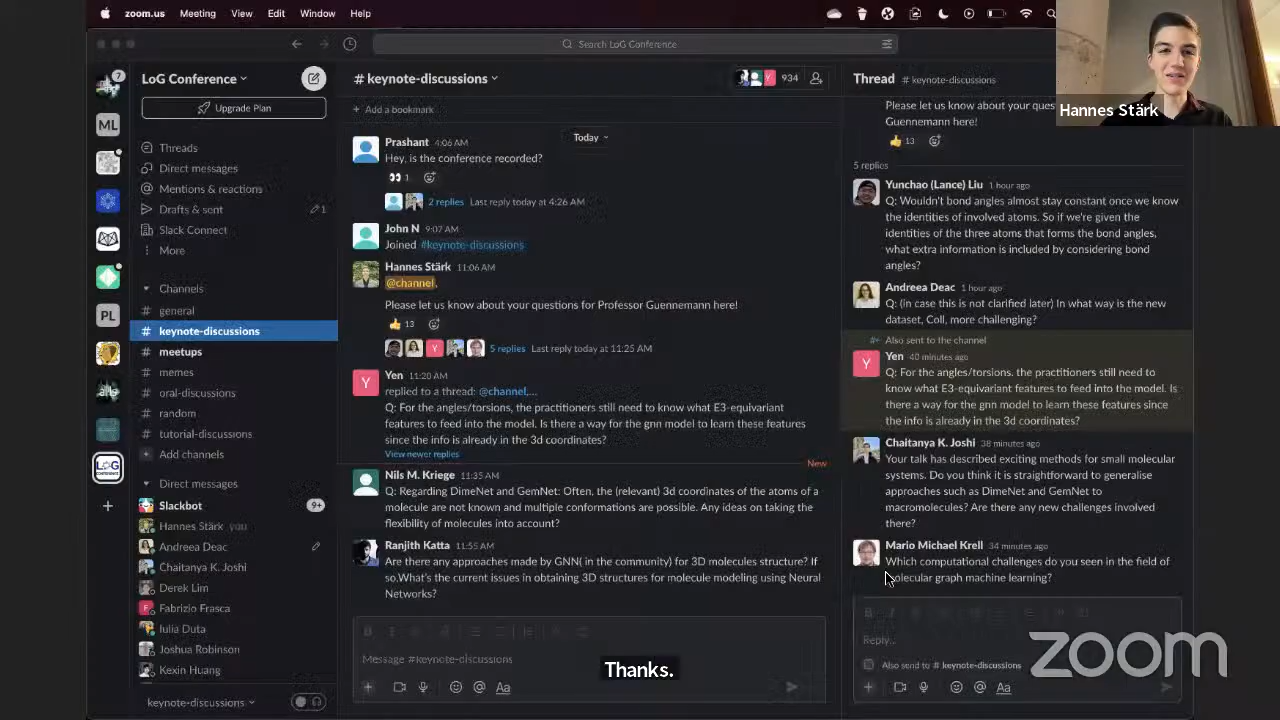 zoom.us Meeting View Edit Window Help
Search LoG Conference
LoG Conference
Upgrade Plan
Threads
Direct messages
Mentions & reactions
Drafts & sent 1
Slack Connect
More
Channels
# general
# keynote-discussions
# meetups
# memes
# oral-discussions
# random
# tutorial-discussions
+ Add channels
Direct messages
Slackbot 9+
Hannes Stärk you
Andreea Deac
Chaitanya K. Joshi
Derek Lim
Fabrizio Frasca
Iulia Duta
Joshua Robinson
Kexin Huang
keynote-discussions
7
ML
PL
LOG
CONFERENCE
+
# keynote-discussions
Y 934
+ Add a bookmark
Today
Prashant 4:06 AM
Hey, is the conference recorded?
1
2 replies Last reply today at 4:26 AM
John N 9:07 AM
Joined #keynote-discussions
Hannes Stärk 11:06 AM
@channel,
Please let us know about your questions for Professor Guennemann here!
13
Y 5 replies Last reply today at 11:25 AM
Y
Yen 11:20 AM
replied to a thread: @channel,...
Q: For the angles/torsions, the practitioners still need to know what E3-equivariant
features to feed into the model. Is there a way for the gnn model to learn these features
since the info is already in the 3d coordinates?
View newer replies
New
Nils M. Kriege 11:35 AM
Q: Regarding DimeNet and GemNet: Often, the (relevant) 3d coordinates of the atoms of a
molecule are not known and multiple conformations are possible. Any ideas on taking the
flexibility of molecules into account?
Ranjith Katta 11:55 AM
Are there any approaches made by GNN( in the community) for 3D molecules structure? If
so.What's the current issues in obtaining 3D structures for molecule modeling using Neural
Networks?
Message #keynote-discussions
Aa
Thanks.
Thread # keynote-discussions
Please let us know about your ques
Guennemann here!
13
5 replies
Yunchao (Lance) Liu 1 hour ago
Q: Wouldn't bond angles almost stay constant once we know
the identities of involved atoms. So if we're given the
identities of the three atoms that forms the bond angles,
what extra information is included by considering bond
angles?
Andreea Deac 1 hour ago
Q: (in case this is not clarified later) In what way is the new
dataset, Coll, more challenging?
Also sent to the channel
Y
Yen 40 minutes ago
Q: For the angles/torsions, the practitioners still need to
know what E3-equivariant features to feed into the model. Is
there a way for the gnn model to learn these features since
the info is already in the 3d coordinates?
Chaitanya K. Joshi 38 minutes ago
Your talk has described exciting methods for small molecular
systems. Do you think it is straightforward to generalise
approaches such as DimeNet and GemNet to
macromolecules? Are there any new challenges involved
there?
Mario Michael Krell 34 minutes ago
Which computational challenges do you seen in the field of
molecular graph machine learning?
Reply...
Also send to # keynote-discussions
Aa
Hannes Stärk
zoom